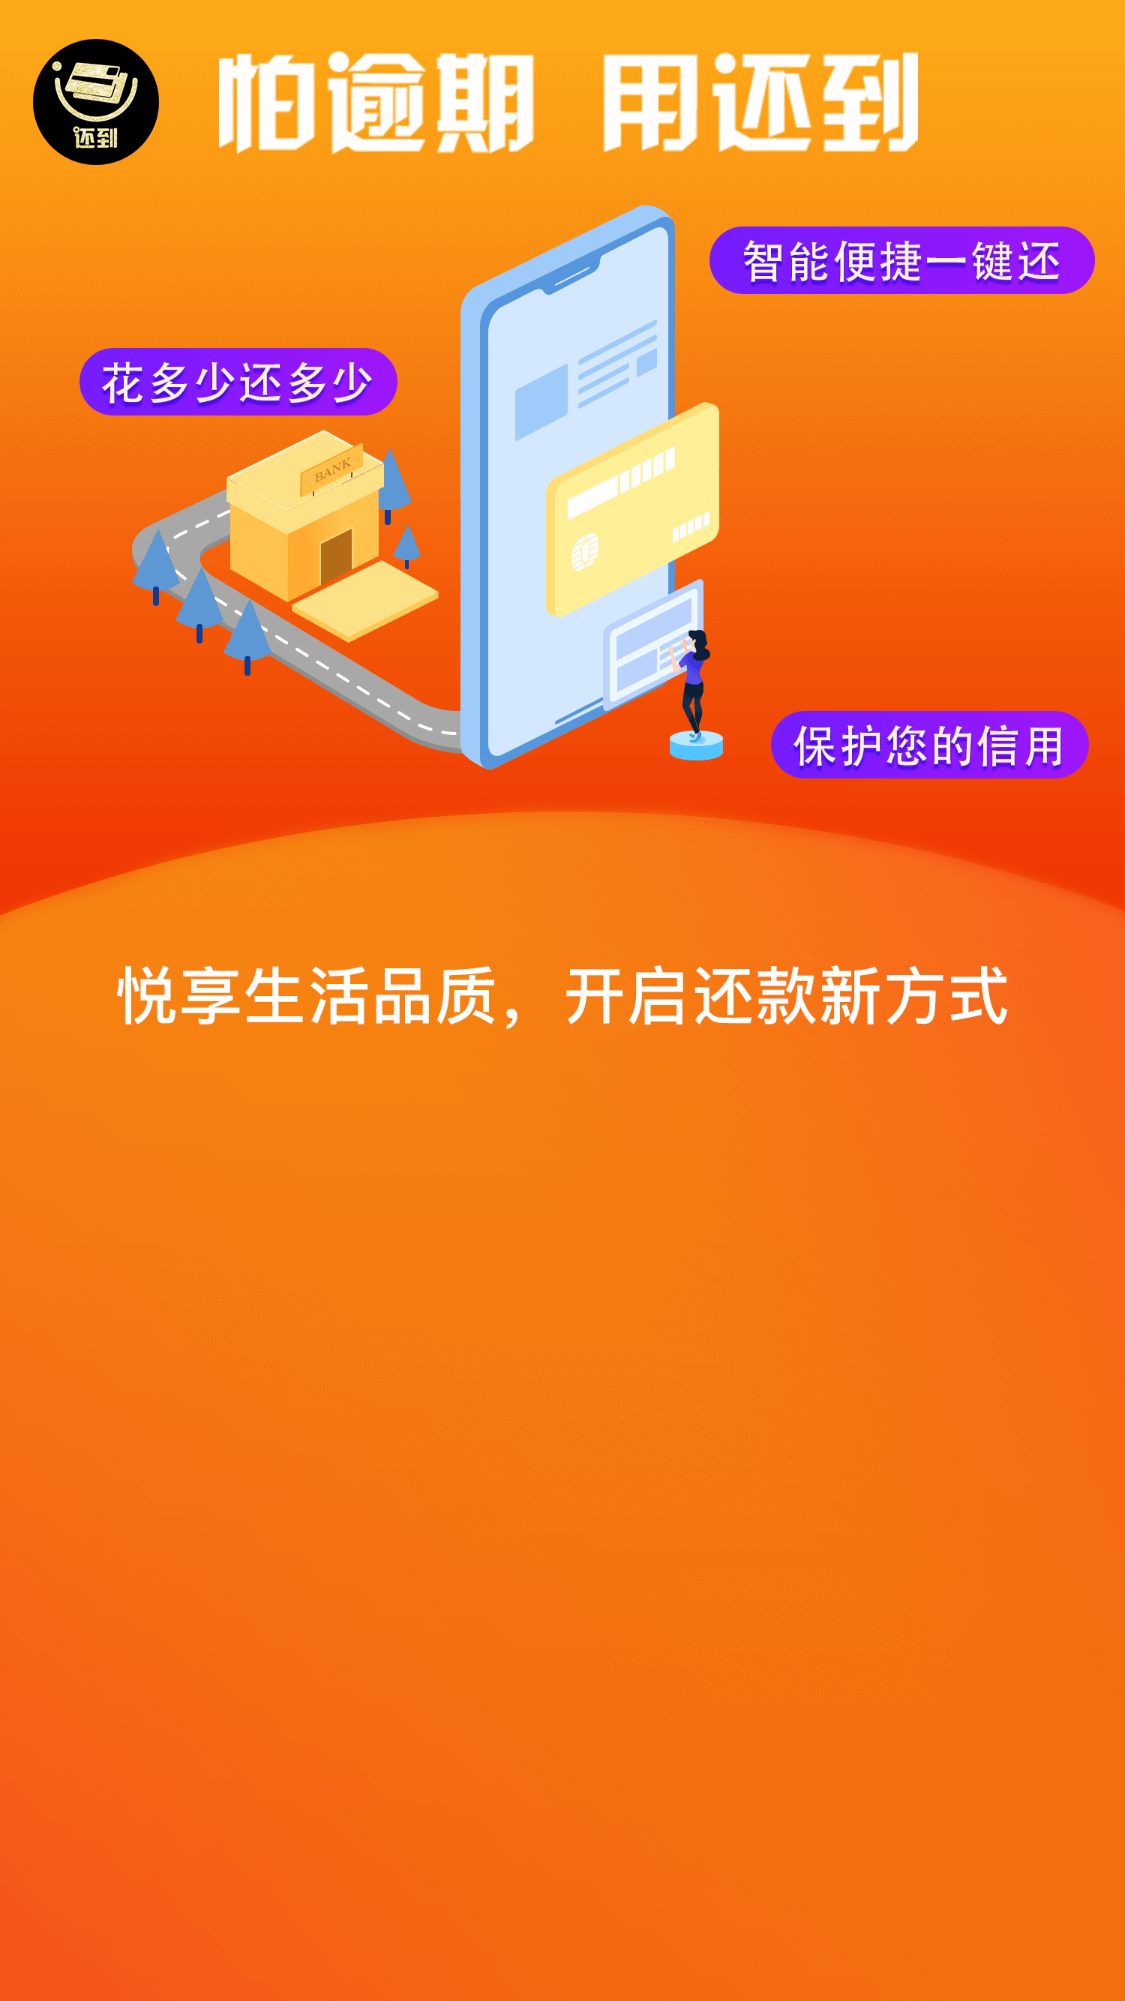 还到
怕逾期 用还到
智能便捷一键还
花多少还多少
BANK
保护您的信用
悦享生活品质，开启还款新方式